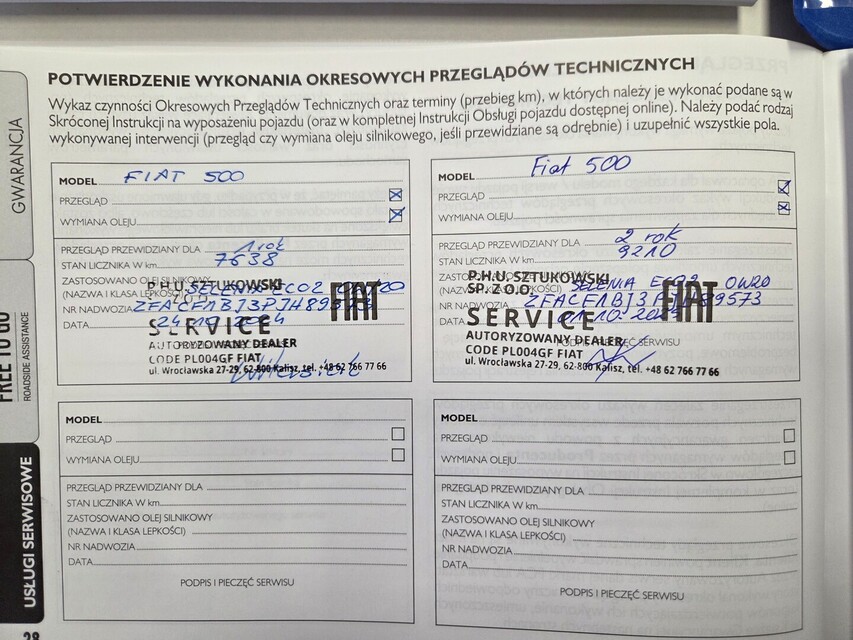 POTWIERDZENIE WYKONANIA OKRESOWYCH PRZEGLĄDÓW TECHNICZNYCH
Wykaz czynności Okresowych Przeglądów Technicznych oraz terminy (przebieg km), w których należy je wykonać podane są w
Skróconej Instrukcji na wyposażeniu pojazdu (oraz w kompletnej Instrukcji Obsługi pojazdu dostępnej online). Należy podać rodzaj
wykonywanej interwencji (przegląd czy wymiana oleju silnikowego, jeśli przewidziane są odrębnie) i uzupełnić wszystkie pola.
GWARANCJA
FREE TO GO
ROADSIDE ASSISTANCE
USŁUGI SERWISOWE
MODEL FIAT 500
PRZEGLĄD
WYMIANA OLEJU
PRZEGLĄD PRZEWIDZIANY DLA 1 rok
STAN LICZNIKA W km 7638
ZASTOSOWANO OLEJ SILNIKOWY
(NAZWA I KLASA LEPKOŚCI) SELENIA ECO2
NR NADWOZIA
DATA
P.H.U. SZTUKOWSKI
SERVICE FIAT
AUTORYZOWANY DEALER
CODE PL004GF FIAT
ul. Wrocławska 27-29, 62-800 Kalisz, tel. +48 62 766 77 66
MODEL Fiat 500
PRZEGLĄD
WYMIANA OLEJU
PRZEGLĄD PRZEWIDZIANY DLA 2 rok
STAN LICZNIKA W km 9210
(NAZWA I KLASA LEPKOŚCI) SELENIA ECO2 0W20
NR NADWOZIA
DATA
P.H.U. SZTUKOWSKI
SP. Z O.O.
SERVICE FIAT
AUTORYZOWANY DEALER
PODPIS I PIECZĘĆ SERWISU
CODE PL004GF FIAT
ul. Wrocławska 27-29, 62-800 Kalisz, tel. +48 62 766 77 66
MODEL
PRZEGLĄD
WYMIANA OLEJU
PRZEGLĄD PRZEWIDZIANY DLA
STAN LICZNIKA W km
ZASTOSOWANO OLEJ SILNIKOWY
(NAZWA I KLASA LEPKOŚCI)
NR NADWOZIA
DATA
PODPIS I PIECZĘĆ SERWISU
MODEL
PRZEGLĄD
WYMIANA OLEJU
PRZEGLĄD PRZEWIDZIANY DLA
STAN LICZNIKA W km
ZASTOSOWANO OLEJ SILNIKOWY
(NAZWA I KLASA LEPKOŚCI)
NR NADWOZIA
DATA
PODPIS I PIECZĘĆ SERWISU
28